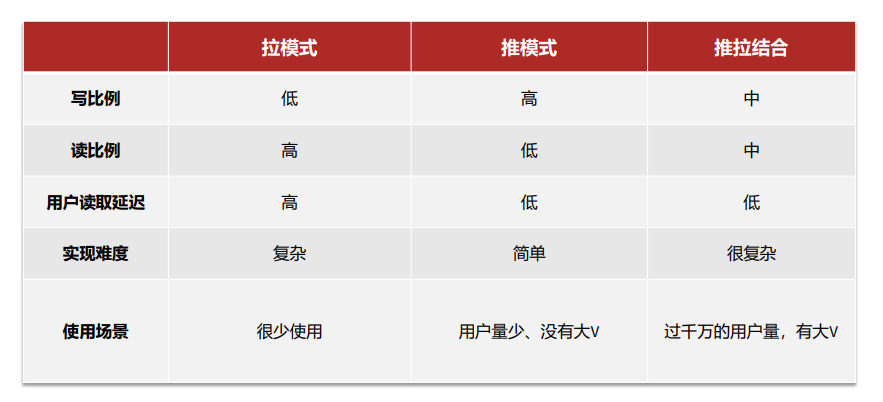 拉模式 推模式 推拉结合
写比例 低 高 中
读比例 高 低 中
用户读取延迟 高 低 低
实现难度 复杂 简单 很复杂
使用场景 很少使用 用户量少、没有大V 过千万的用户量，有大V